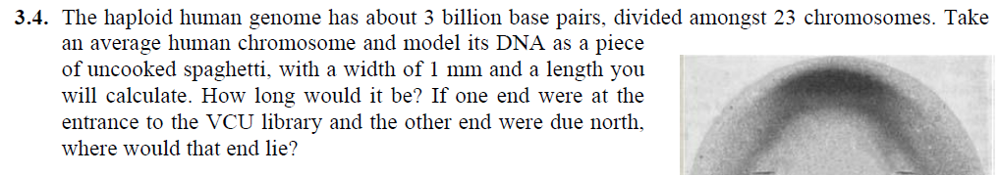 3.4. The haploid human genome has about 3 billion base pairs, divided amongst 23 chromosomes. Take
an average human chromosome and model its DNA as a piece
of uncooked spaghetti, with a width of 1 mm and a length you
will calculate. How long would it be? If one end were at the
entrance to the VCU library and the other end were due north,
where would that end lie?